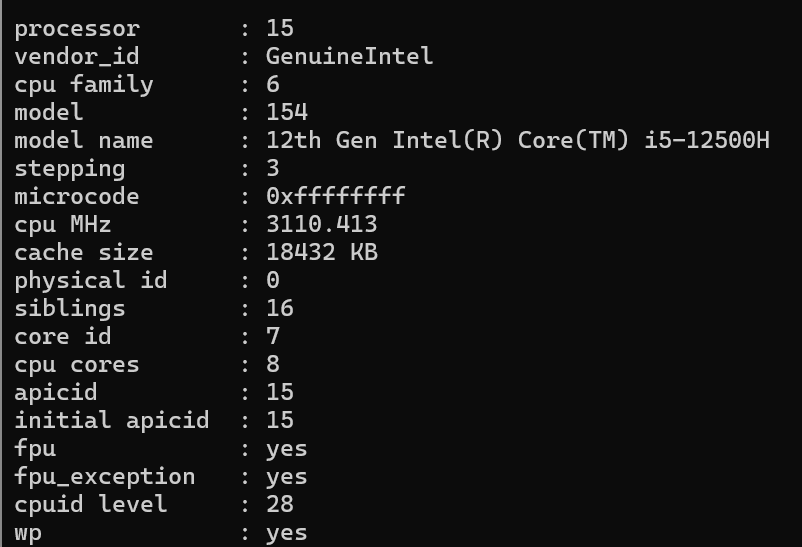 processor : 15
vendor_id : GenuineIntel
cpu family : 6
model : 154
model name : 12th Gen Intel(R) Core(TM) i5-12500H
stepping : 3
microcode : 0xffffffff
cpu MHz : 3110.413
cache size : 18432 KB
physical id : 0
siblings : 16
core id : 7
cpu cores : 8
apicid : 15
initial apicid : 15
fpu : yes
fpu_exception : yes
cpuid level : 28
wp : yes